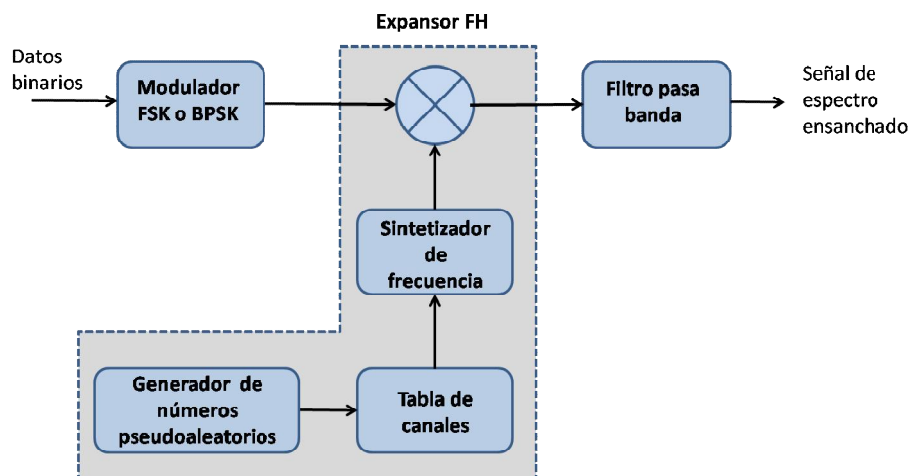 Expansor FH
Datos
binarios
Modulador
FSK o BPSK
Filtro pasa
banda
Señal de
espectro
ensanchado
Sintetizador
de
frecuencia
Generador de
números
pseudoaleatorios
Tabla de
canales